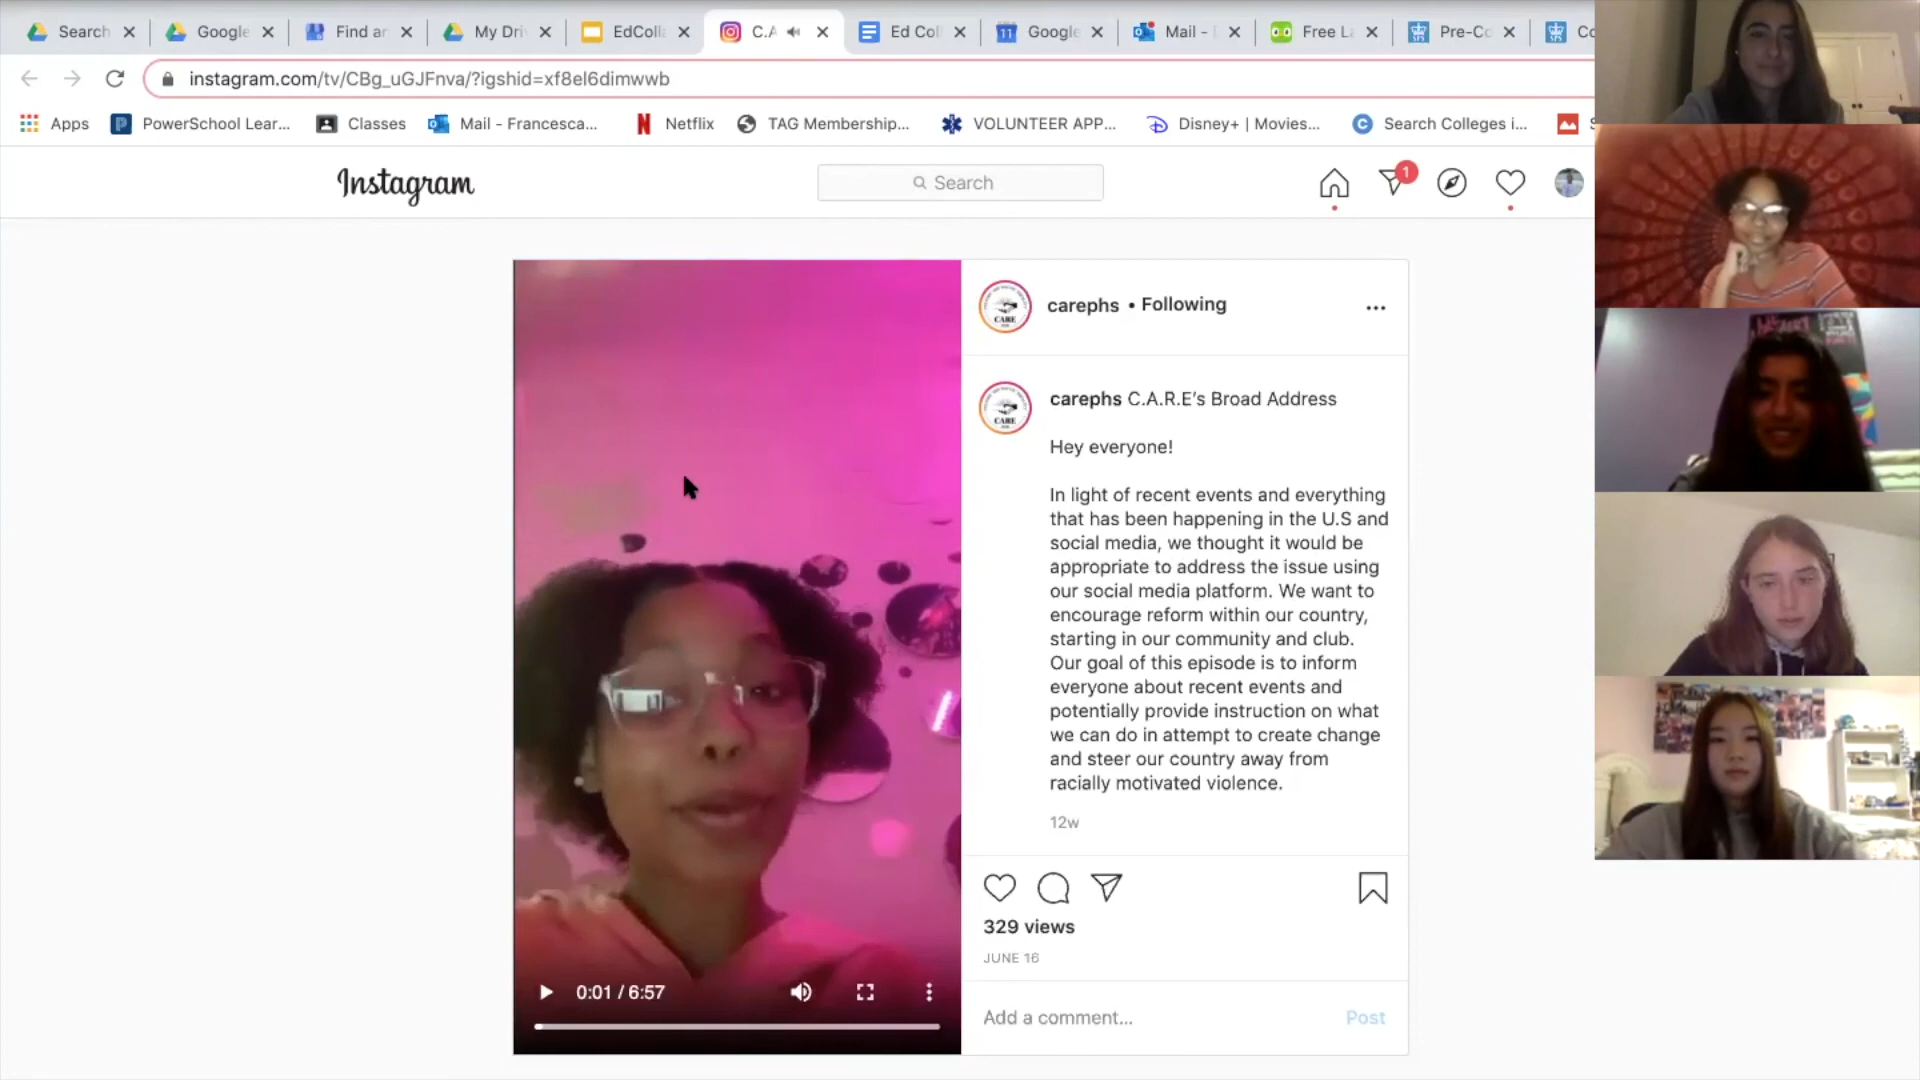 Search
Google
Find ar
My Dri
EdColla
C.A
Ed Col
Google
Mail -
Free L
Pre-Co
Co
instagram.com/tv/CBg_uGJFnva/?igshid=xf8el6dimwwb
Apps
PowerSchool Lear...
Classes
Mail - Francesca...
Netflix
TAG Membership...
VOLUNTEER APP...
Disney+ | Movies...
Search Colleges i...
Instagram
Search
1
carephs • Following
CARE
carephs C.A.R.E's Broad Address
CARE
Hey everyone!
In light of recent events and everything
that has been happening in the U.S and
social media, we thought it would be
appropriate to address the issue using
our social media platform. We want to
encourage reform within our country,
starting in our community and club.
Our goal of this episode is to inform
everyone about recent events and
potentially provide instruction on what
we can do in attempt to create change
and steer our country away from
racially motivated violence.
12w
329 views
JUNE 16
0:01 / 6:57
Add a comment...
Post